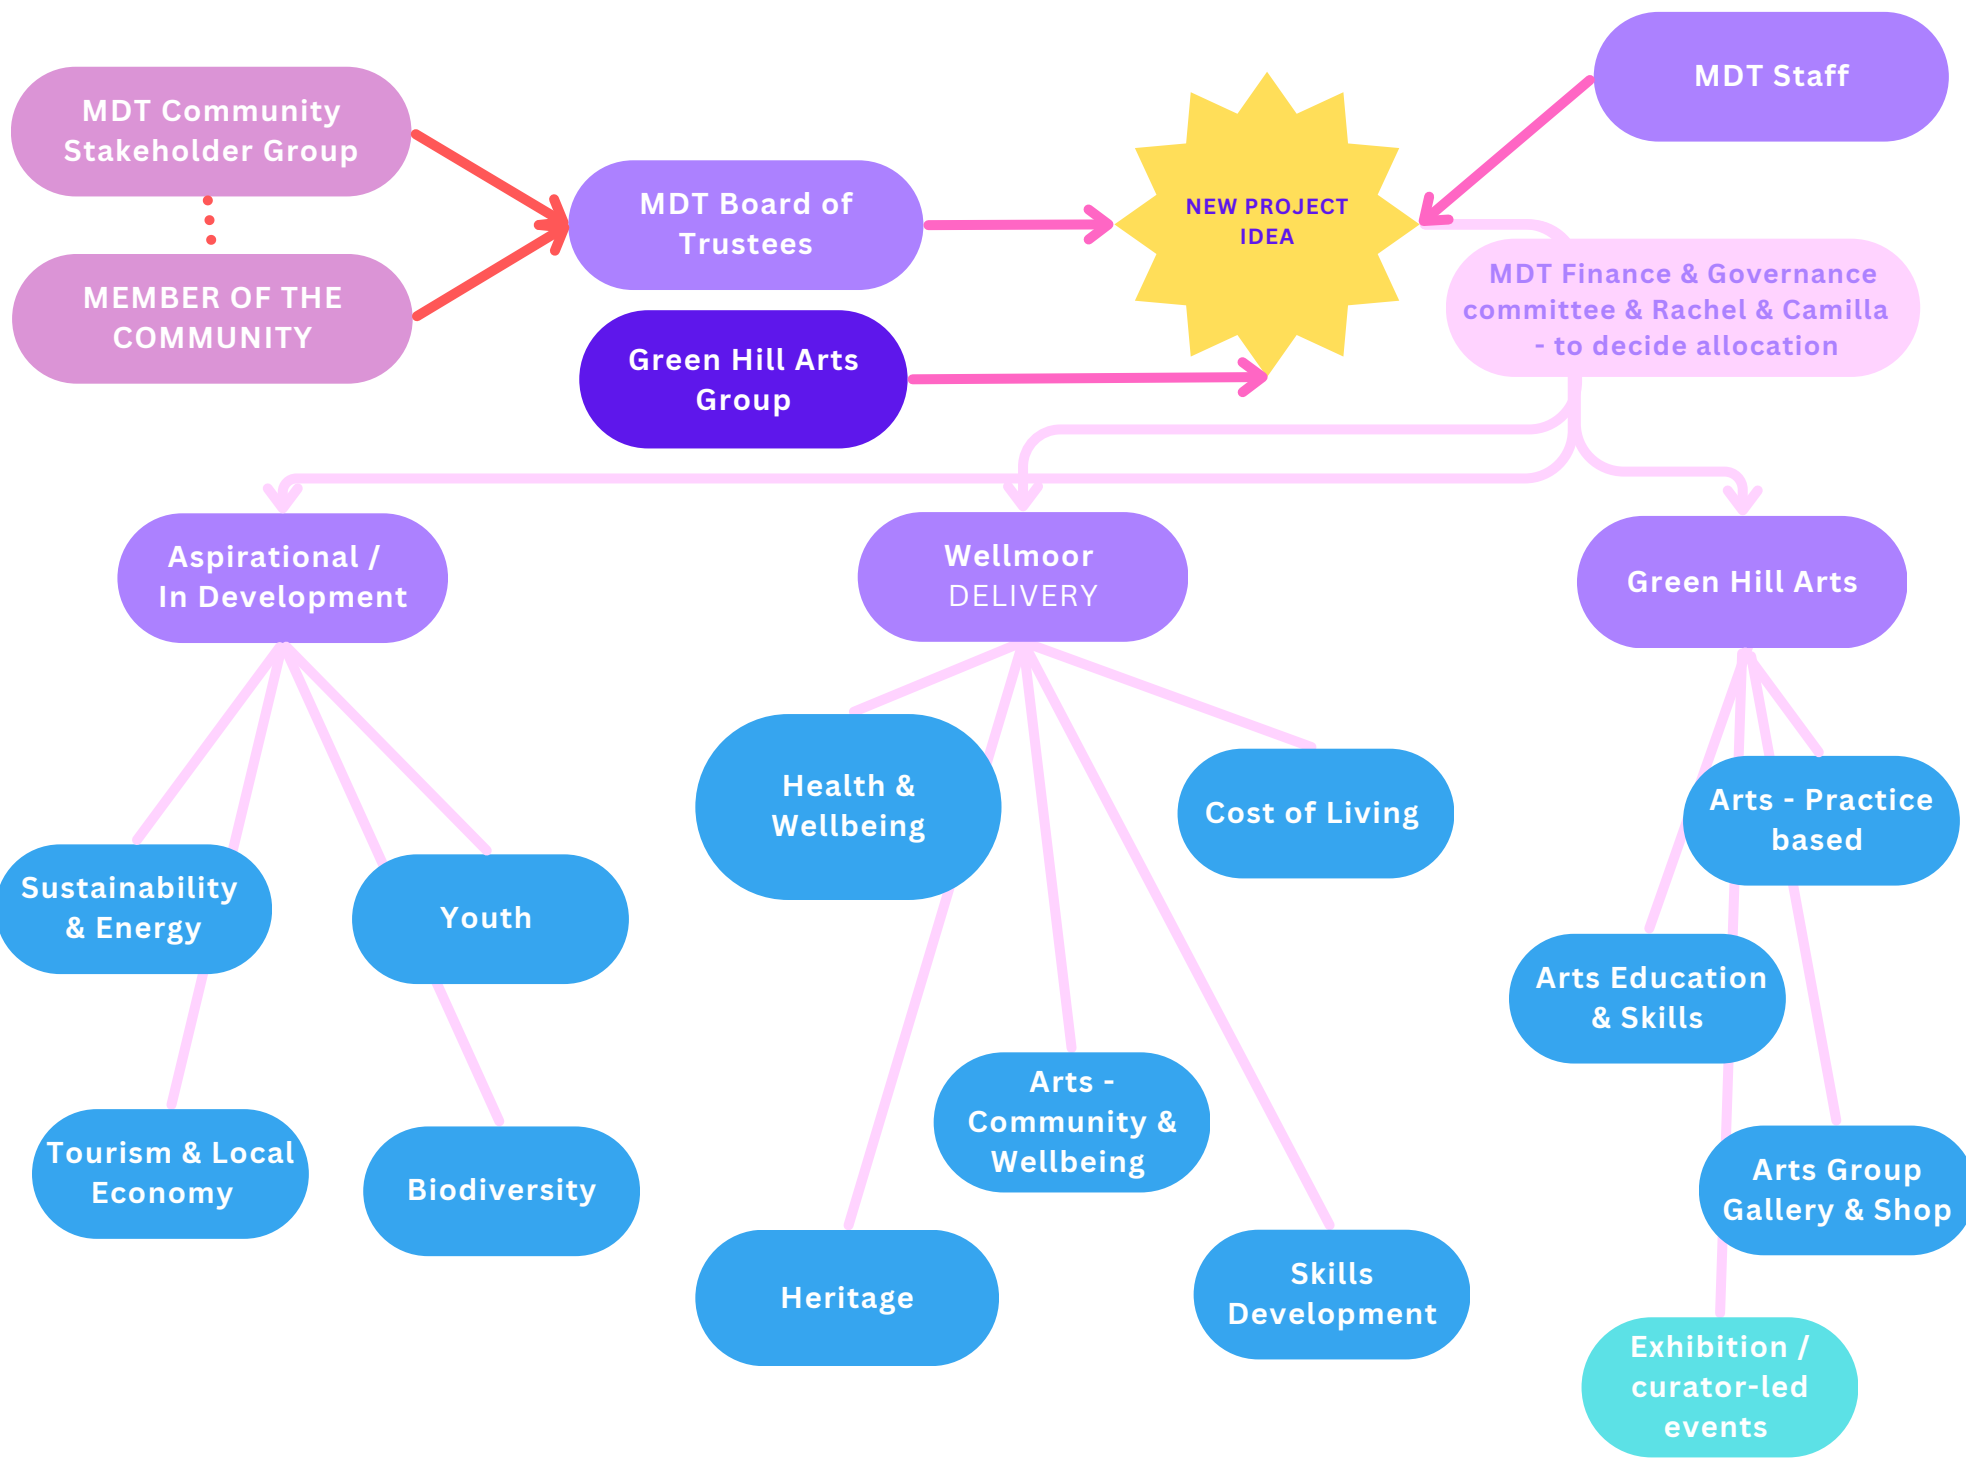 MDT Staff
MDT Community
Stakeholder Group
MDT Board of
Trustees
NEW PROJECT
IDEA
MEMBER OF THE
COMMUNITY
MDT Finance & Governance
committee & Rachel & Camilla
- to decide allocation
Green Hill Arts
Group
Aspirational /
In Development
Wellmoor
DELIVERY
Green Hill Arts
Health &
Wellbeing
Cost of Living
Arts - Practice
based
Sustainability
& Energy
Youth
Arts Education
& Skills
Arts -
Community &
Wellbeing
Tourism & Local
Economy
Biodiversity
Arts Group
Gallery & Shop
Heritage
Skills
Development
Exhibition /
curator-led
events